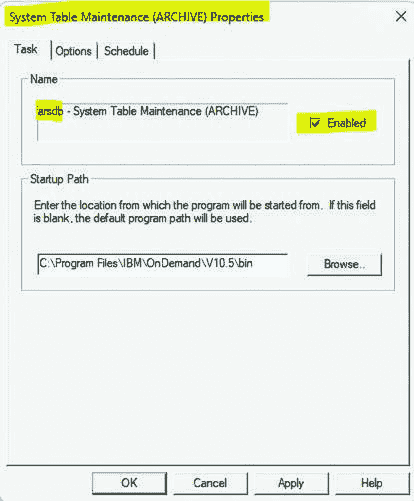 System Table Maintenance (ARCHIVE) Properties
Task Options Schedule
Name
arsdb - System Table Maintenance (ARCHIVE)
Enabled
Startup Path
Enter the location from which the program will be started from. If this field
is blank, the default program path will be used.
C:\Program Files\IBM\OnDemand\V10.5\bin
Browse..
OK Cancel Apply Help